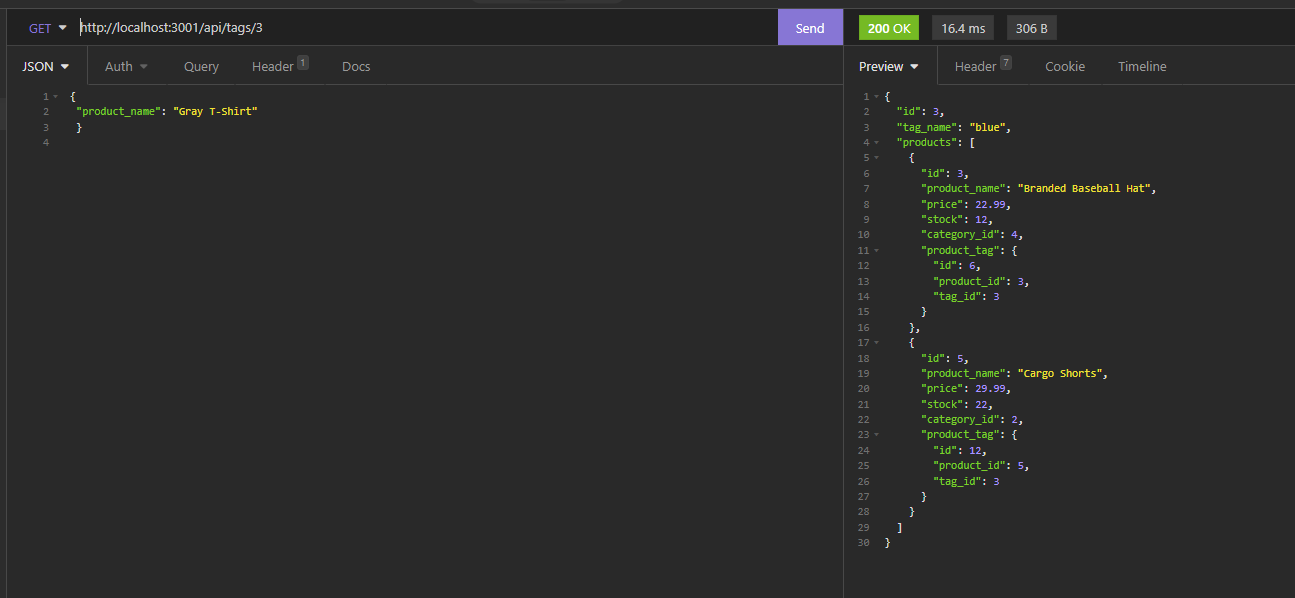 GET http://localhost:3001/api/tags/3 Send 200 OK 16.4 ms 306 B
JSON Auth Query Header 1 Docs Preview Header 7 Cookie Timeline
1 {
2 "product_name": "Gray T-Shirt"
3 }
4
1 {
2 "id": 3,
3 "tag_name": "blue",
4 "products": [
5 {
6 "id": 3,
7 "product_name": "Branded Baseball Hat",
8 "price": 22.99,
9 "stock": 12,
10 "category_id": 4,
11 "product_tag": {
12 "id": 6,
13 "product_id": 3,
14 "tag_id": 3
15 }
16 },
17 {
18 "id": 5,
19 "product_name": "Cargo Shorts",
20 "price": 29.99,
21 "stock": 22,
22 "category_id": 2,
23 "product_tag": {
24 "id": 12,
25 "product_id": 5,
26 "tag_id": 3
27 }
28 }
29 ]
30 }